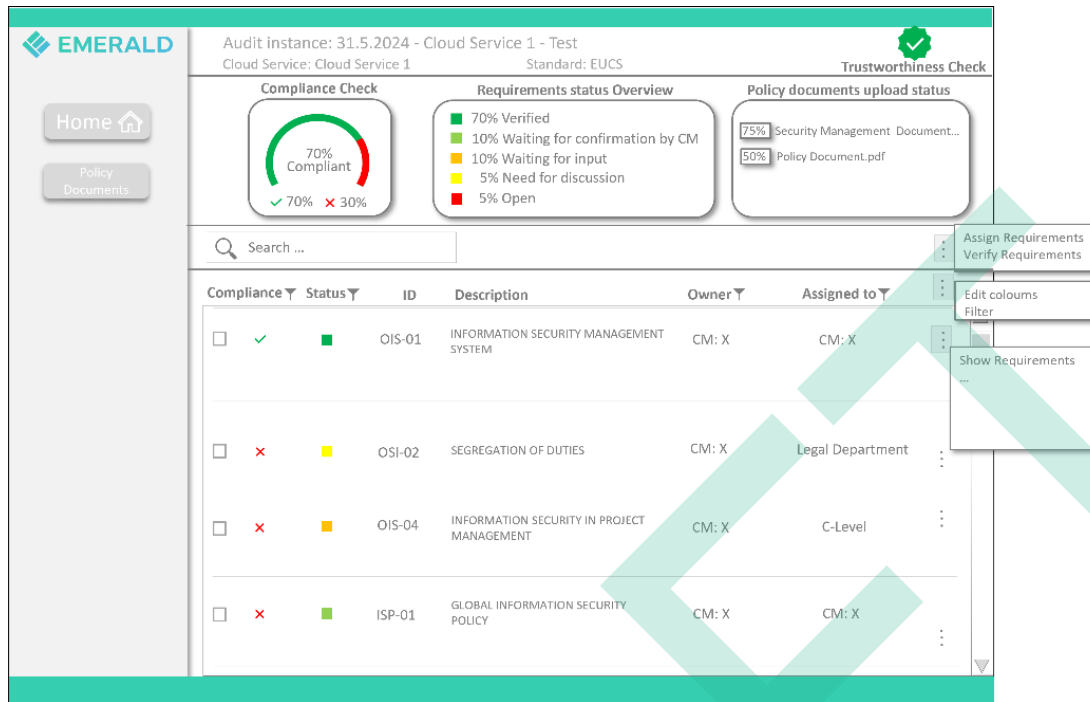 EMERALD
Home
Policy
Documents
Audit instance: 31.5.2024 - Cloud Service 1 - Test
Cloud Service: Cloud Service 1
Standard: EUCS
Trustworthiness Check
Compliance Check
70%
Compliant
70%
30%
Requirements status Overview
70% Verified
10% Waiting for confirmation by CM
10% Waiting for input
5% Need for discussion
5% Open
Policy documents upload status
75% Security Management Document...
50% Policy Document.pdf
Search ...
Assign Requirements
Verify Requirements
Compliance Status ID Description Owner Assigned to
Edit coloums
Filter
OIS-01 INFORMATION SECURITY MANAGEMENT
SYSTEM
CM: X CM: X
Show Requirements
...
OSI-02 SEGREGATION OF DUTIES CM: X Legal Department
OIS-04 INFORMATION SECURITY IN PROJECT
MANAGEMENT
CM: X C-Level
ISP-01 GLOBAL INFORMATION SECURITY
POLICY
CM: X CM: X